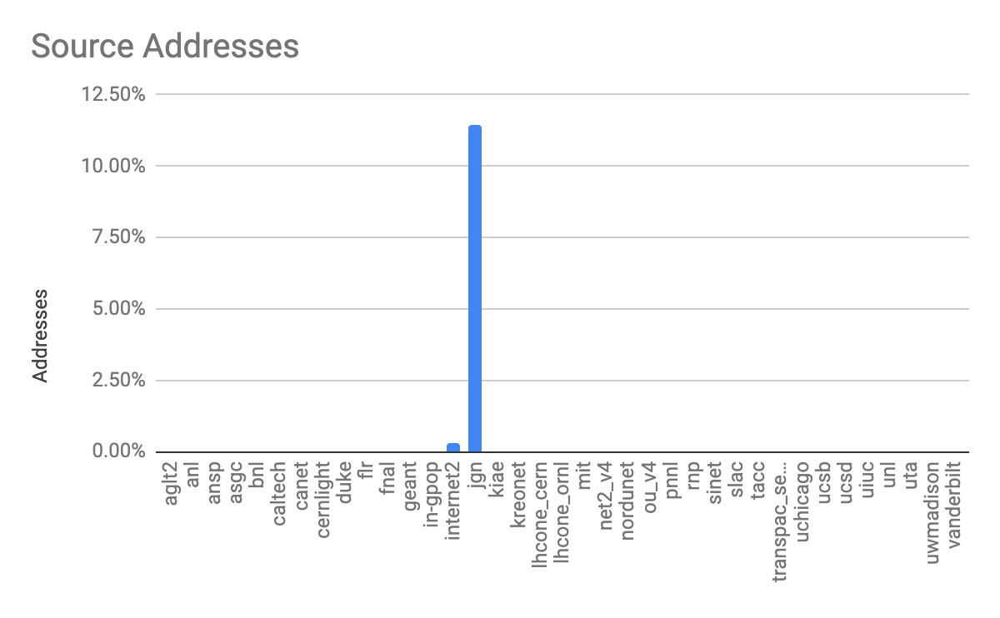 Source Addresses
12.50%
10.00%
7.50%
5.00%
2.50%
0.00%
Addresses
aglt2
anl
ansp
asgc
bnl
caltech
canet
cernlight
duke
flr
fnal
geant
in-gpop
internet2
jgn
kiae
kreonet
lhcone_cern
lhcone_ornl
mit
net2_v4
nordunet
ou_v4
pnnl
rnp
sinet
slac
tacc
transpac_se...
uchicago
ucsb
ucsd
uiuc
unl
uta
uwmadison
vanderbilt